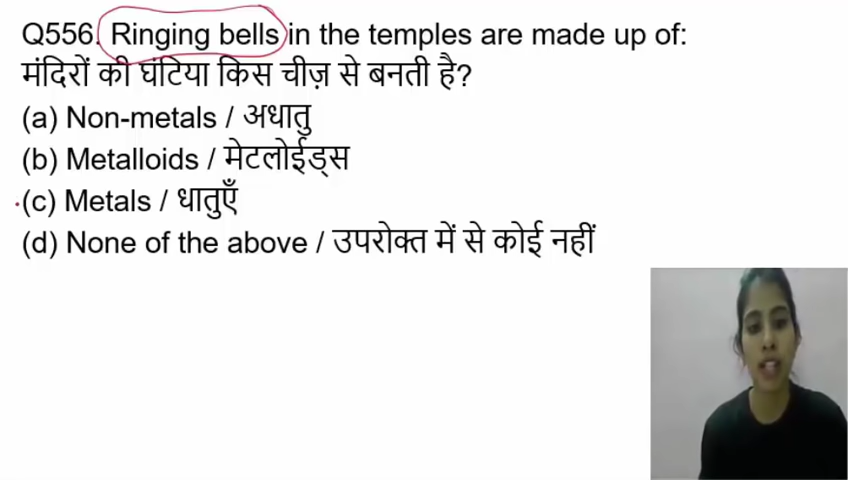 Q556. Ringing bells in the temples are made up of:
मंदिरों की घंटिया किस चीज़ से बनती है?
(a) Non-metals / अधातु
(b) Metalloids / मेटलोईड्स
(c) Metals / धातुएँ
(d) None of the above / उपरोक्त में से कोई नहीं